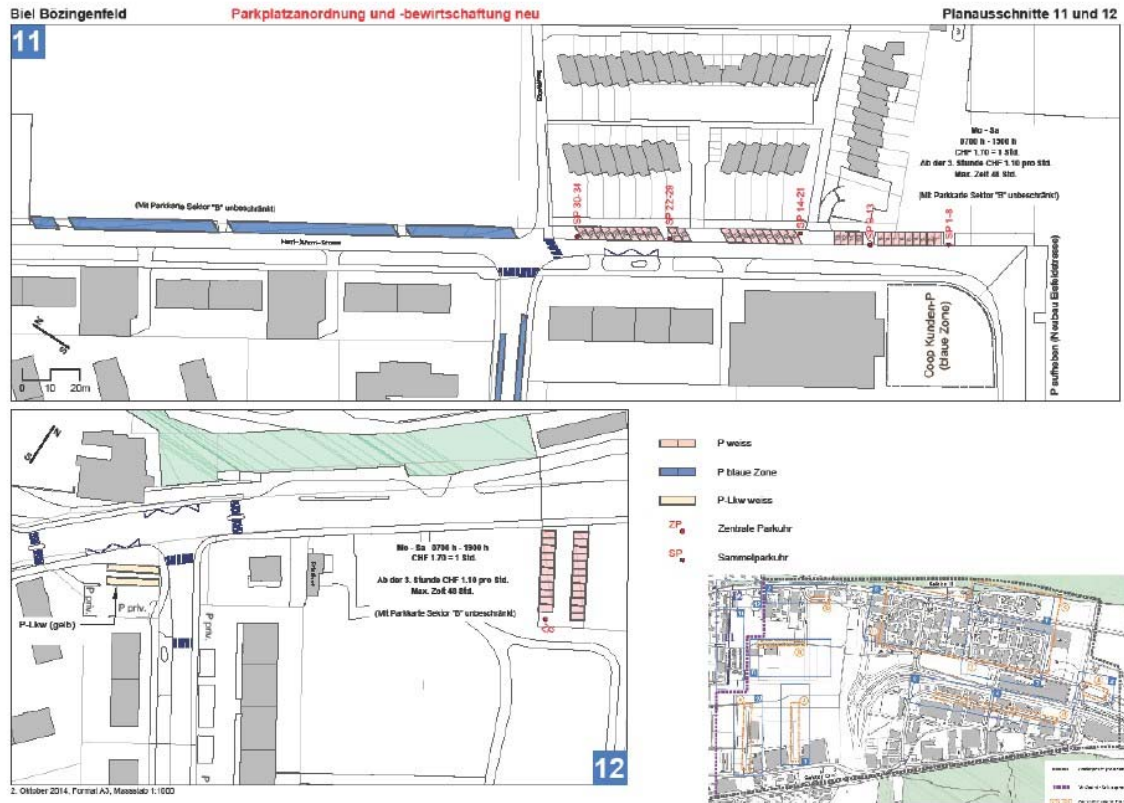 Biel Bözingenfeld
Parkplatzanordnung und -bewirtschaftung neu
Planausschnitte 11 und 12
11
Mo - Sa
0700 h - 1900 h
CHF 1.70 = 1 Std.
Ab der 3. Stunde CHF 1.10 pro Std.
Max. Zeit 48 Std.
(Mit Parkkarte Sektor "B" unbeschränkt)
(Mit Parkkarte Sektor "B" unbeschränkt)
SP 30-34
SP 22-29
SP 14-21
SP 9-13
SP 1-8
N
S
0 10 20m
Coop Kunden-P
(blaue Zone)
P aufheben (Neubau Eisfeldstrasse)
N
S
Mo - Sa 0700 h - 1900 h
CHF 1.70 = 1 Std.
Ab der 3. Stunde CHF 1.10 pro Std.
Max. Zeit 48 Std.
(Mit Parkkarte Sektor "B" unbeschränkt)
P priv.
P priv.
P priv.
P-Lkw (gelb)
P
12
P weiss
P blaue Zone
P-Lkw weiss
ZP Zentrale Parkuhr
SP Sammelparkuhr
2. Oktober 2014, Format A3, Massstab 1:1000